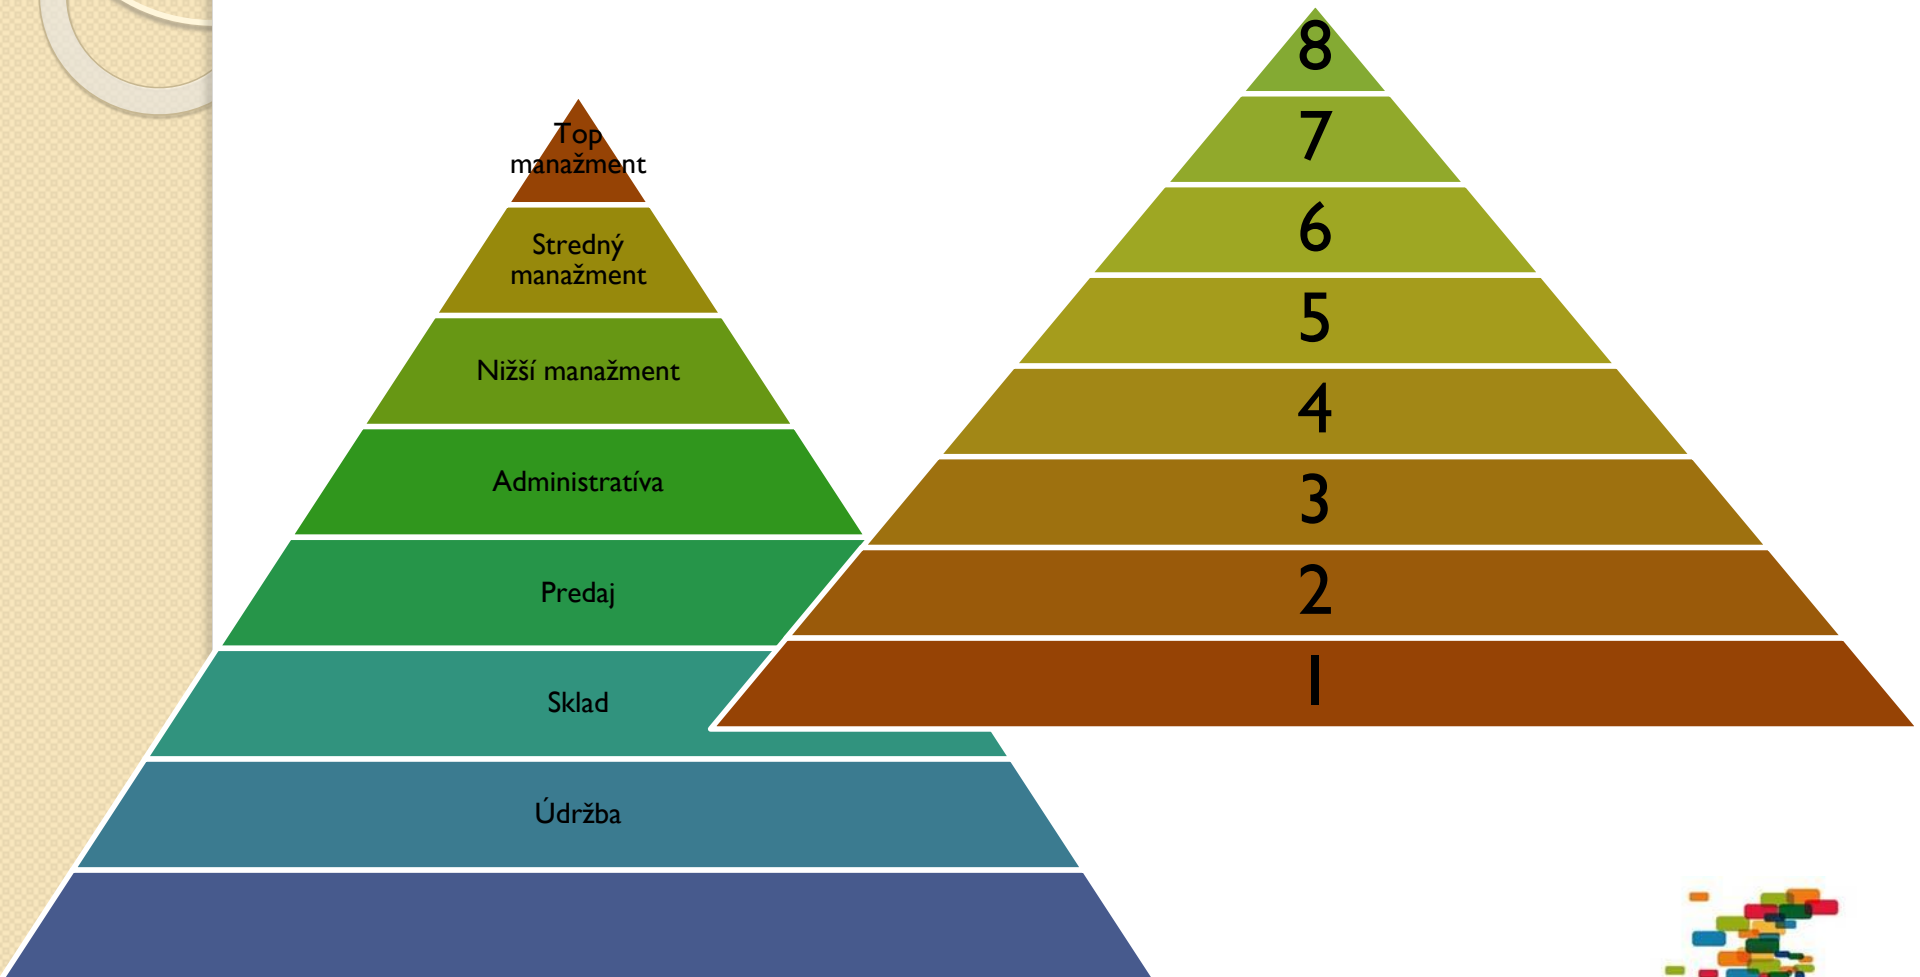 Top
manažment
Stredný
manažment
Nižší manažment
Administratíva
Predaj
Sklad
Údržba
8
7
6
5
4
3
2
1